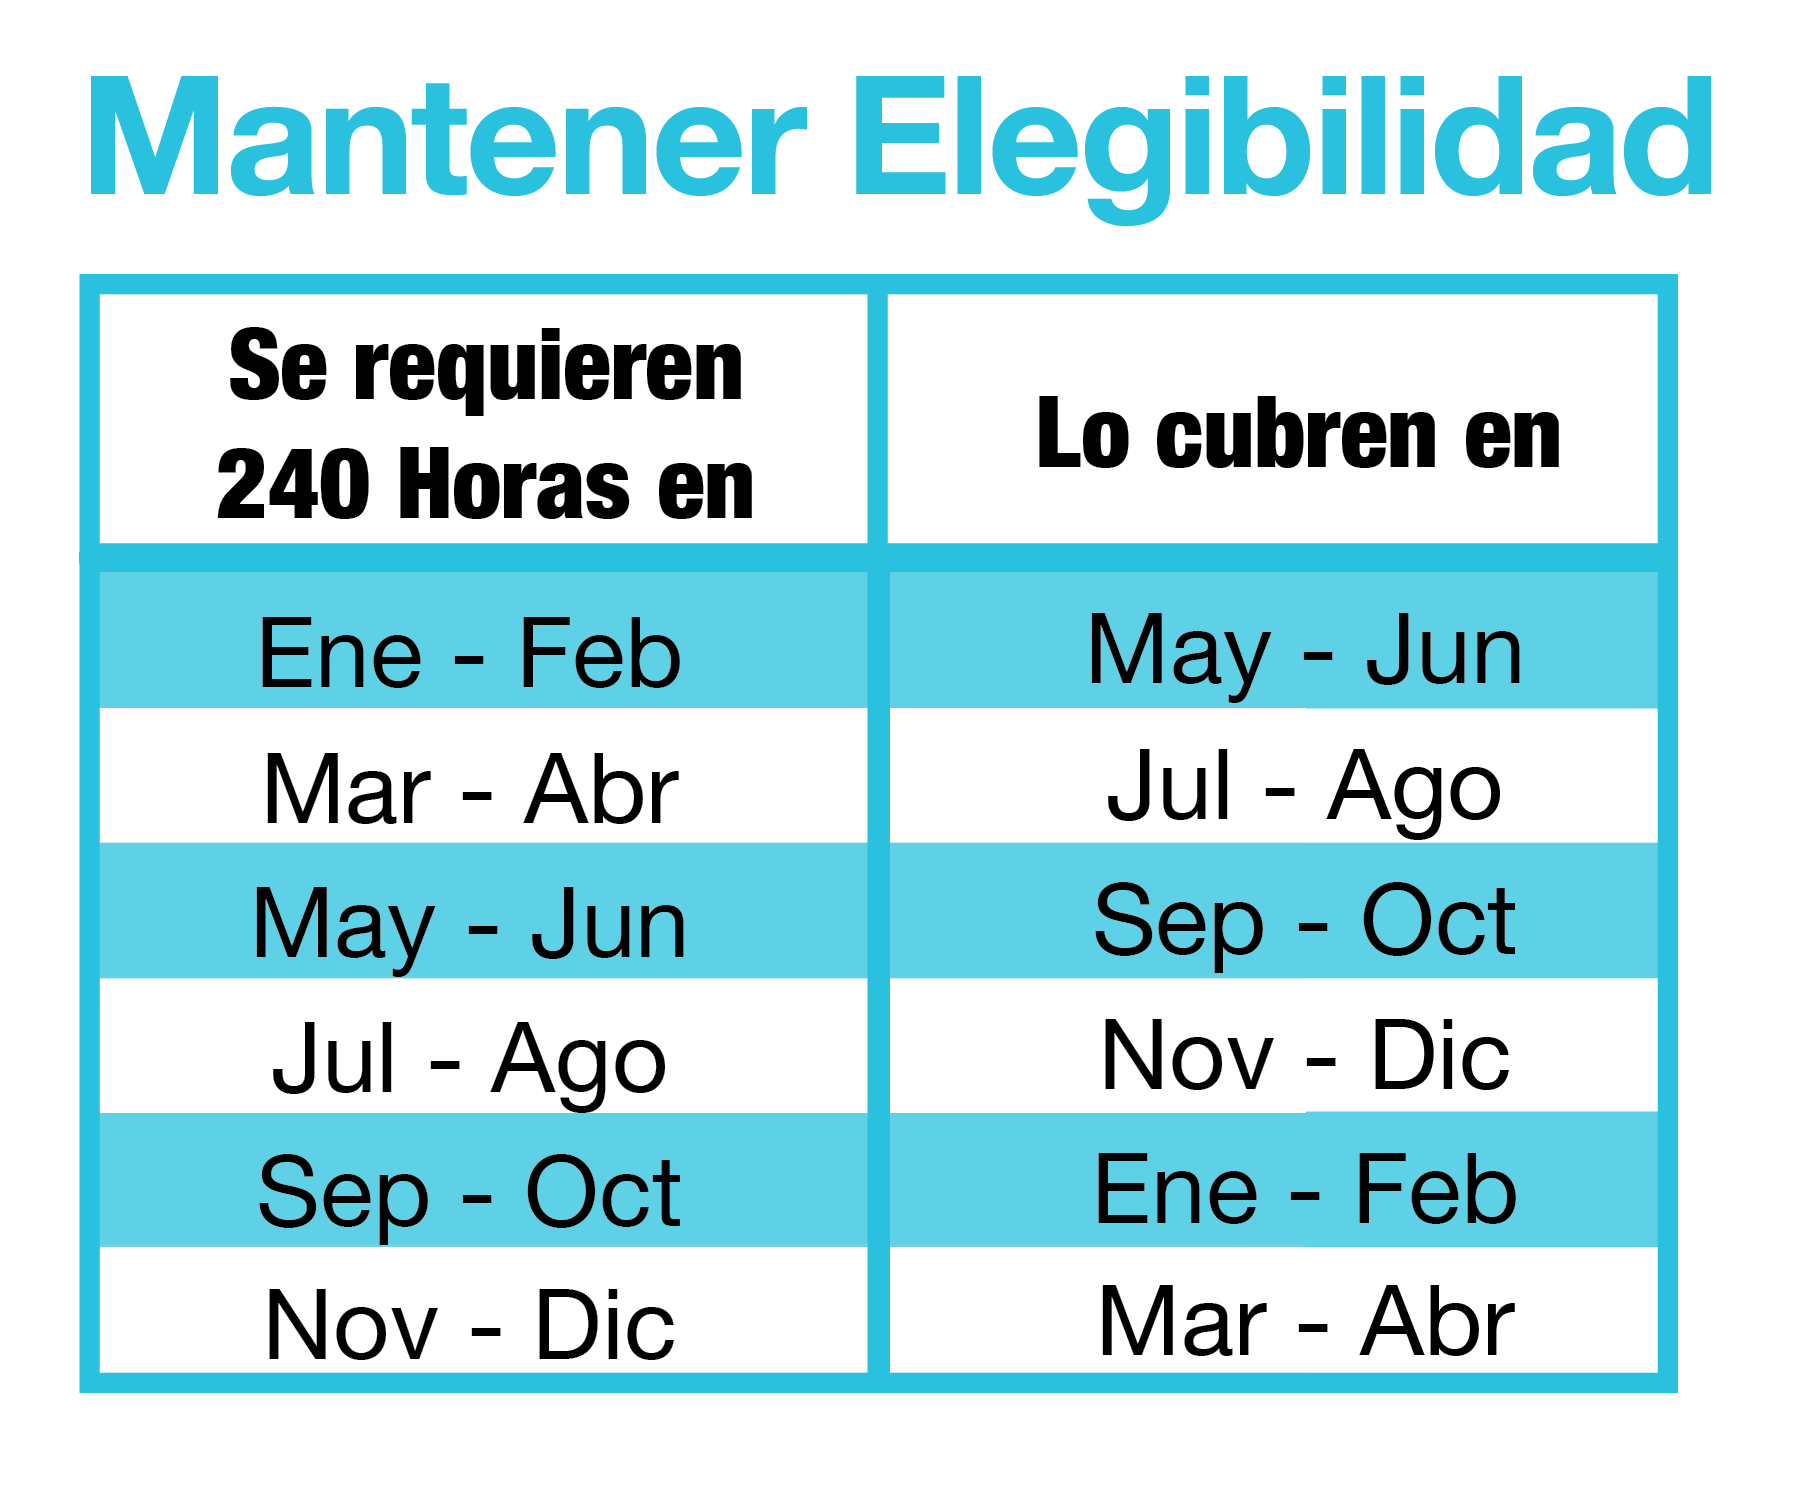 Mantener Elegibilidad
Se requieren
240 Horas en
Lo cubren en
Ene - Feb
May - Jun
Mar - Abr
Jul - Ago
May - Jun
Sep - Oct
Jul - Ago
Nov - Dic
Sep - Oct
Ene - Feb
Nov - Dic
Mar - Abr